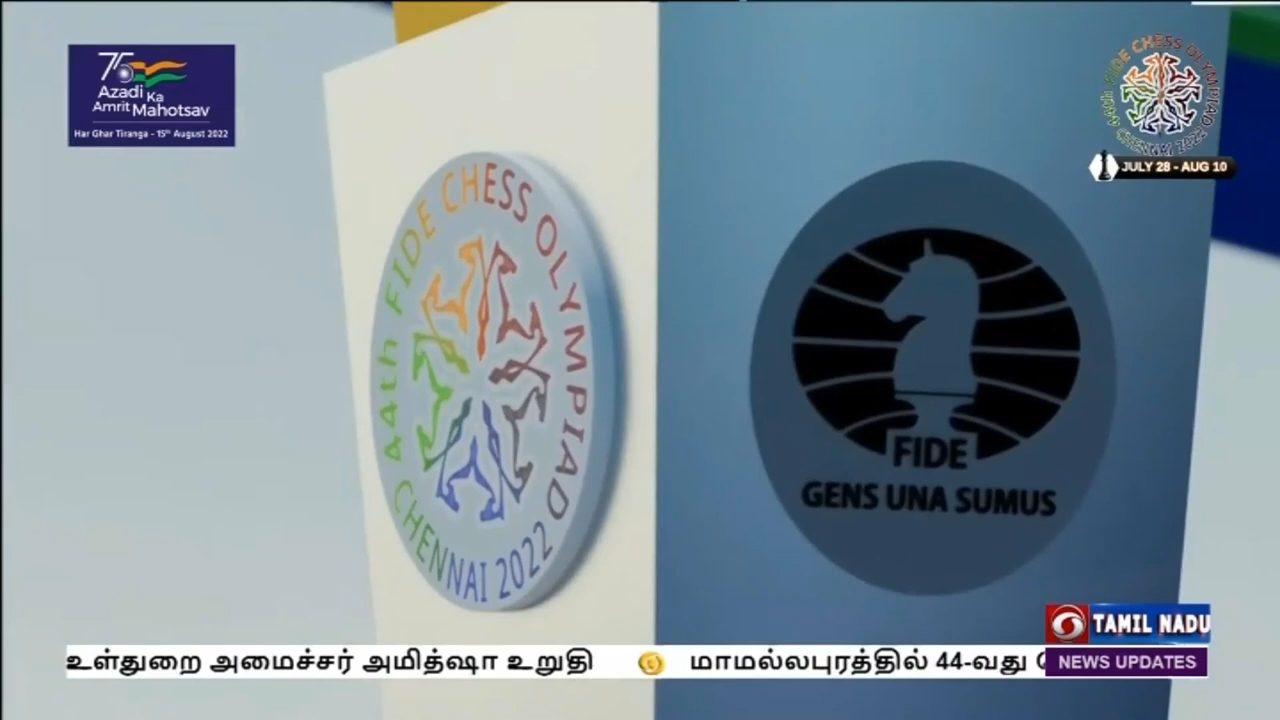 75
Azadi
Ka
Amrit Mahotsav
Har Ghar Tiranga - 15th August 2022
44th FIDE CHESS OLYMPIAD
CHENNAI 2022
JULY 28 - AUG 10
44th FIDE CHESS OLYMPIAD
CHENNAI 2022
FIDE
GENS UNA SUMUS
TAMIL NADU
உள்துறை அமைச்சர் அமித்ஷா உறுதி
மாமல்லபுரத்தில் 44-வது
NEWS UPDATES